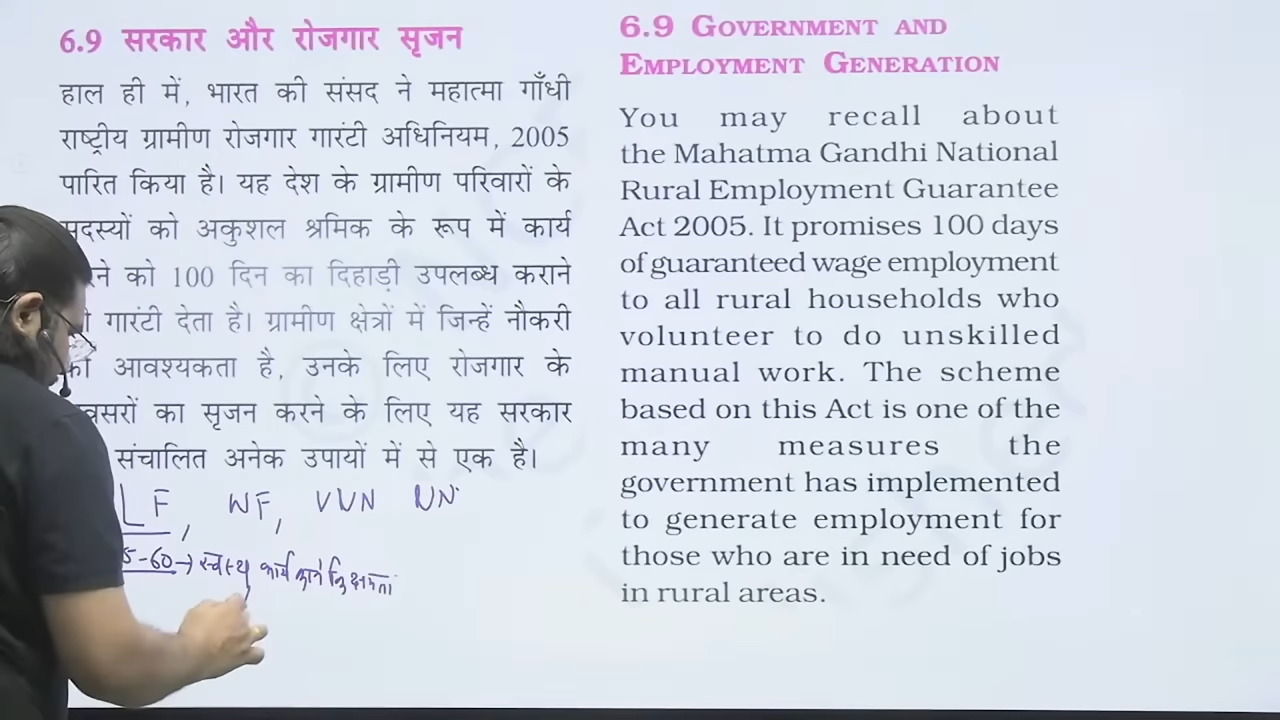 6.9 सरकार और रोजगार सृजन
हाल ही में, भारत की संसद ने महात्मा गाँधी
राष्ट्रीय ग्रामीण रोजगार गारंटी अधिनियम, 2005
पारित किया है। यह देश के ग्रामीण परिवारों के
को अकुशल श्रमिक के रूप में कार्य
को 100 दिन का दिहाड़ी उपलब्ध कराने
गारंटी देता है। ग्रामीण क्षेत्रों में जिन्हें नौकरी
आवश्यकता है, उनके लिए रोजगार के
का सृजन करने के लिए यह सरकार
संचालित अनेक उपायों में से एक है।
LF, WF,
5-60 → स्वस्थ, कार्य
6.9 GOVERNMENT AND
EMPLOYMENT GENERATION
You may recall about
the Mahatma Gandhi National
Rural Employment Guarantee
Act 2005. It promises 100 days
of guaranteed wage employment
to all rural households who
volunteer to do unskilled
manual work. The scheme
based on this Act is one of the
many measures the
government has implemented
to generate employment for
those who are in need of jobs
in rural areas.